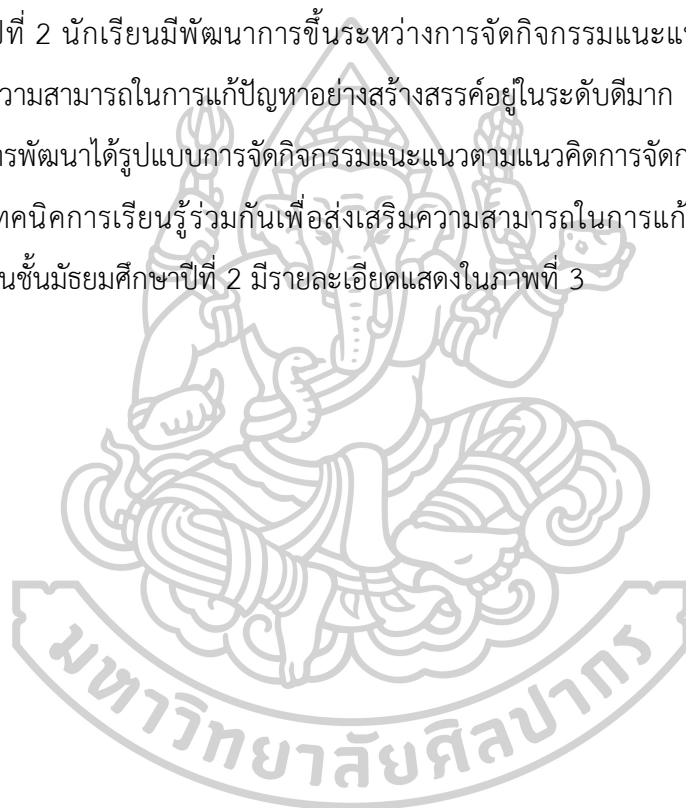 ปีที่ 2 นักเรียนมีพัฒนาการขึ้นระหว่างการจัดกิจกรรมแนะแ
วามสามารถในการแก้ปัญหาอย่างสร้างสรรค์อยู่ในระดับดีมาก
ารพัฒนาได้รูปแบบการจัดกิจกรรมแนะแนวตามแนวคิดการจัดก
ทคนิคการเรียนรู้ร่วมกันเพื่อส่งเสริมความสามารถในการแก้
นชั้นมัธยมศึกษาปีที่ 2 มีรายละเอียดแสดงในภาพที่ 3
มหาวิทยาลัยศิลปากร